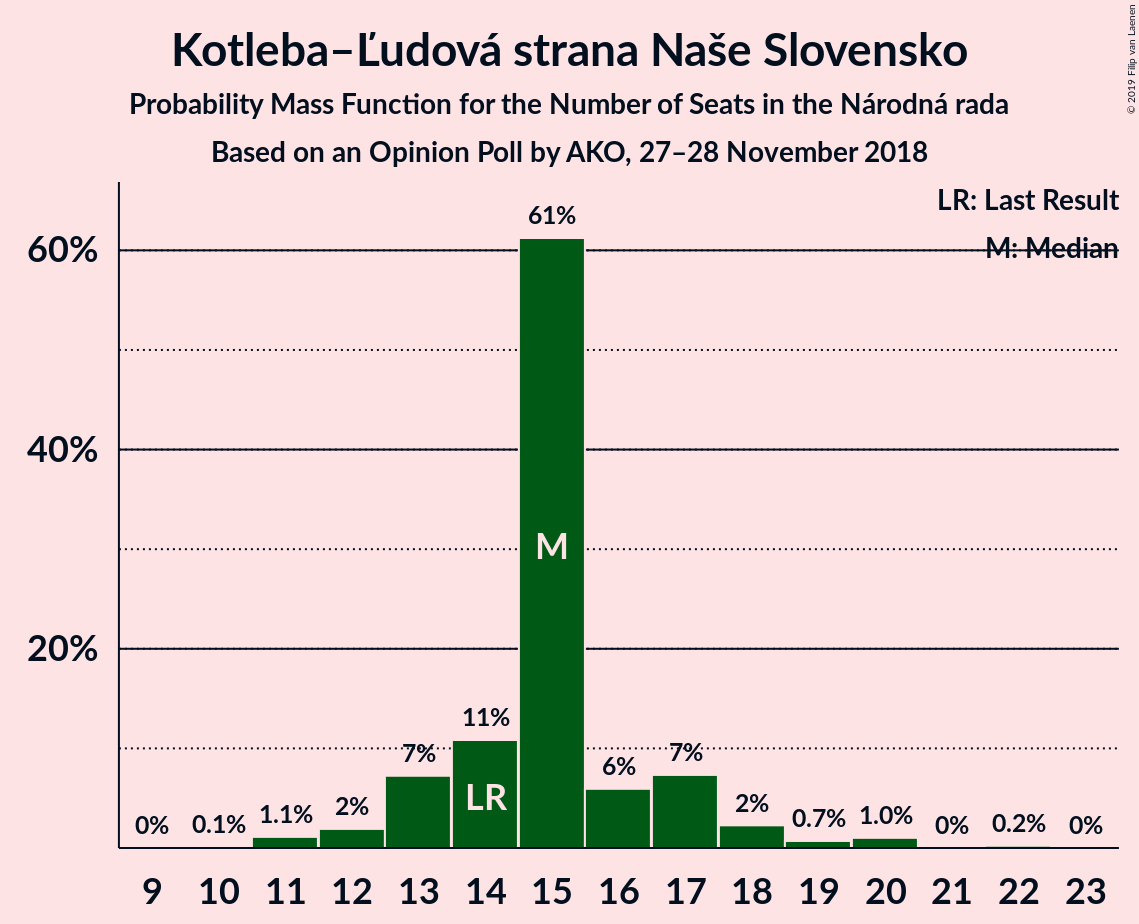 Kotleba–Ľudová strana Naše Slovensko
Probability Mass Function for the Number of Seats in the Národná rada
Based on an Opinion Poll by AKO, 27–28 November 2018
© 2019 Filip van Laenen
LR: Last Result
M: Median
60%
40%
20%
0%
0.1%
1.1%
2%
7%
11%
61%
6%
7%
2%
0.7%
1.0%
0%
0.2%
0%
LR
M
9 10 11 12 13 14 15 16 17 18 19 20 21 22 23